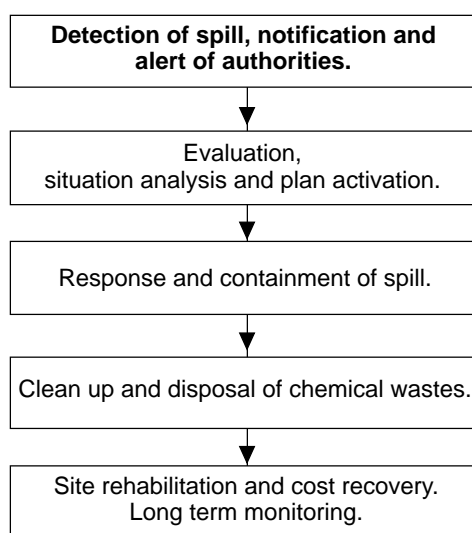 Detection of spill, notification and
alert of authorities.
Evaluation,
situation analysis and plan activation.
Response and containment of spill.
Clean up and disposal of chemical wastes.
Site rehabilitation and cost recovery.
Long term monitoring.